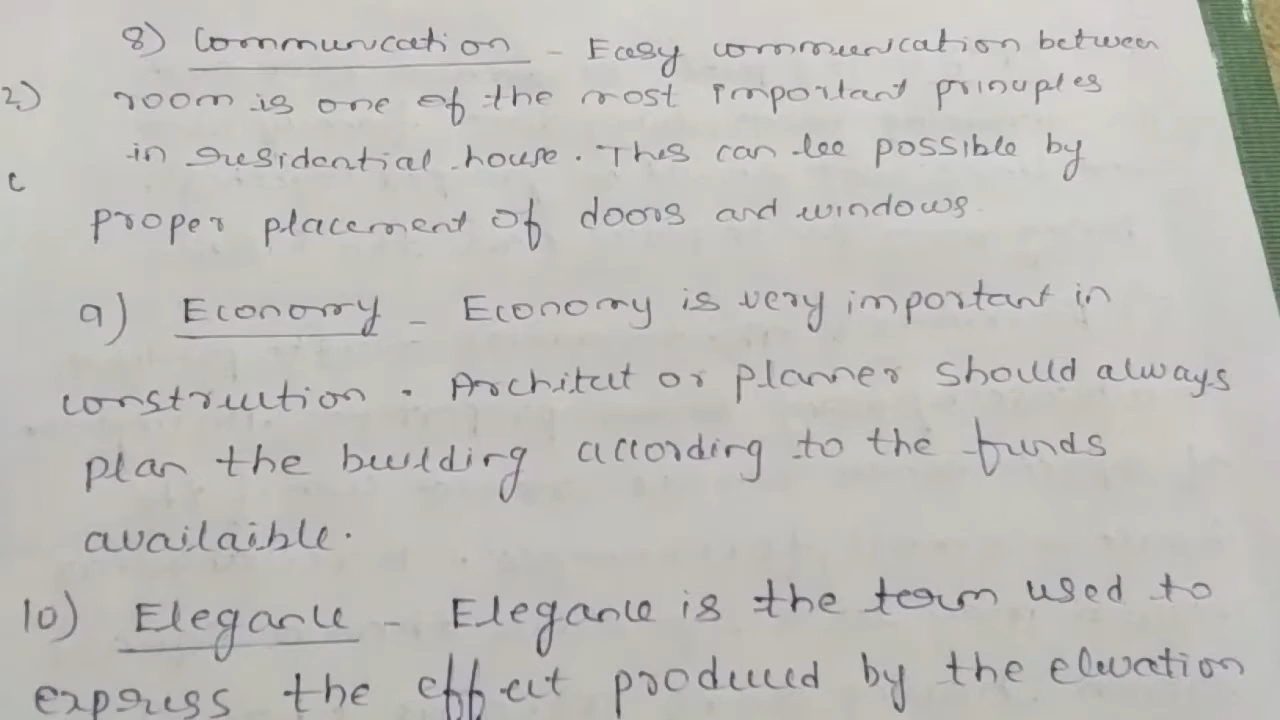 8) Communication - Easy communication between
2) room is one of the most important principles
in residential house. This can be possible by
c
proper placement of doors and windows.
9) Economy - Economy is very important in
construction. Architect or planner should always
plan the building according to the funds
availaible.
10) Elegance - Elegance is the term used to
express the effect produced by the elevation